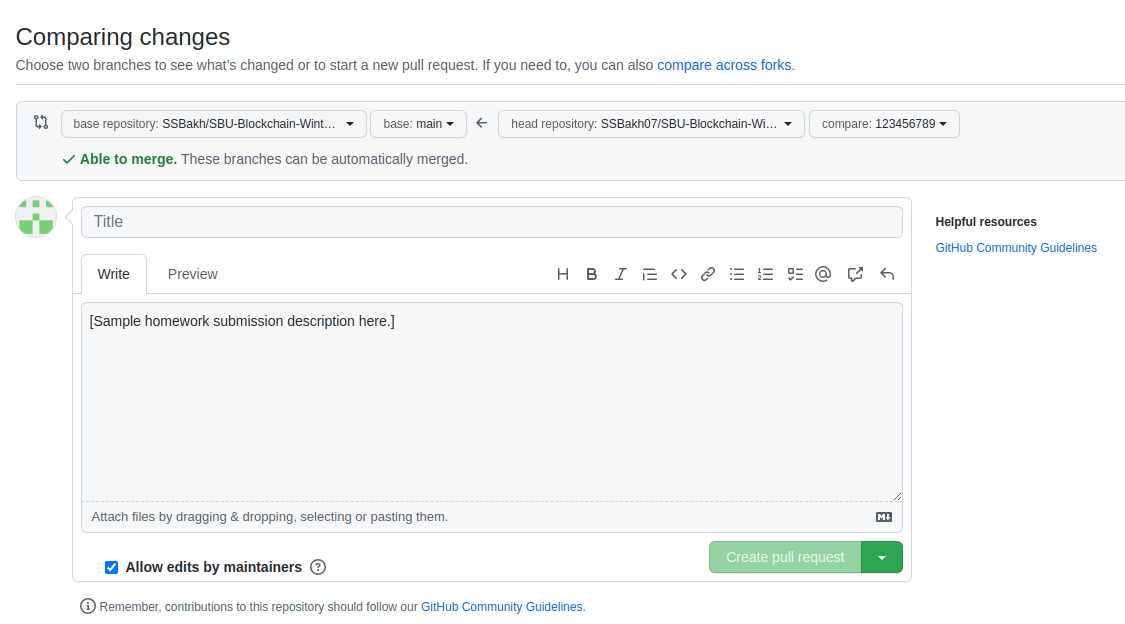 Comparing changes
Choose two branches to see what's changed or to start a new pull request. If you need to, you can also compare across forks.
base repository: SSBakh/SBU-Blockchain-Wint... base: main head repository: SSBakh07/SBU-Blockchain-Wi... compare: 123456789
Able to merge. These branches can be automatically merged.
Title
Helpful resources
GitHub Community Guidelines
Write Preview
[Sample homework submission description here.]
Attach files by dragging & dropping, selecting or pasting them.
Allow edits by maintainers
Create pull request
Remember, contributions to this repository should follow our GitHub Community Guidelines.